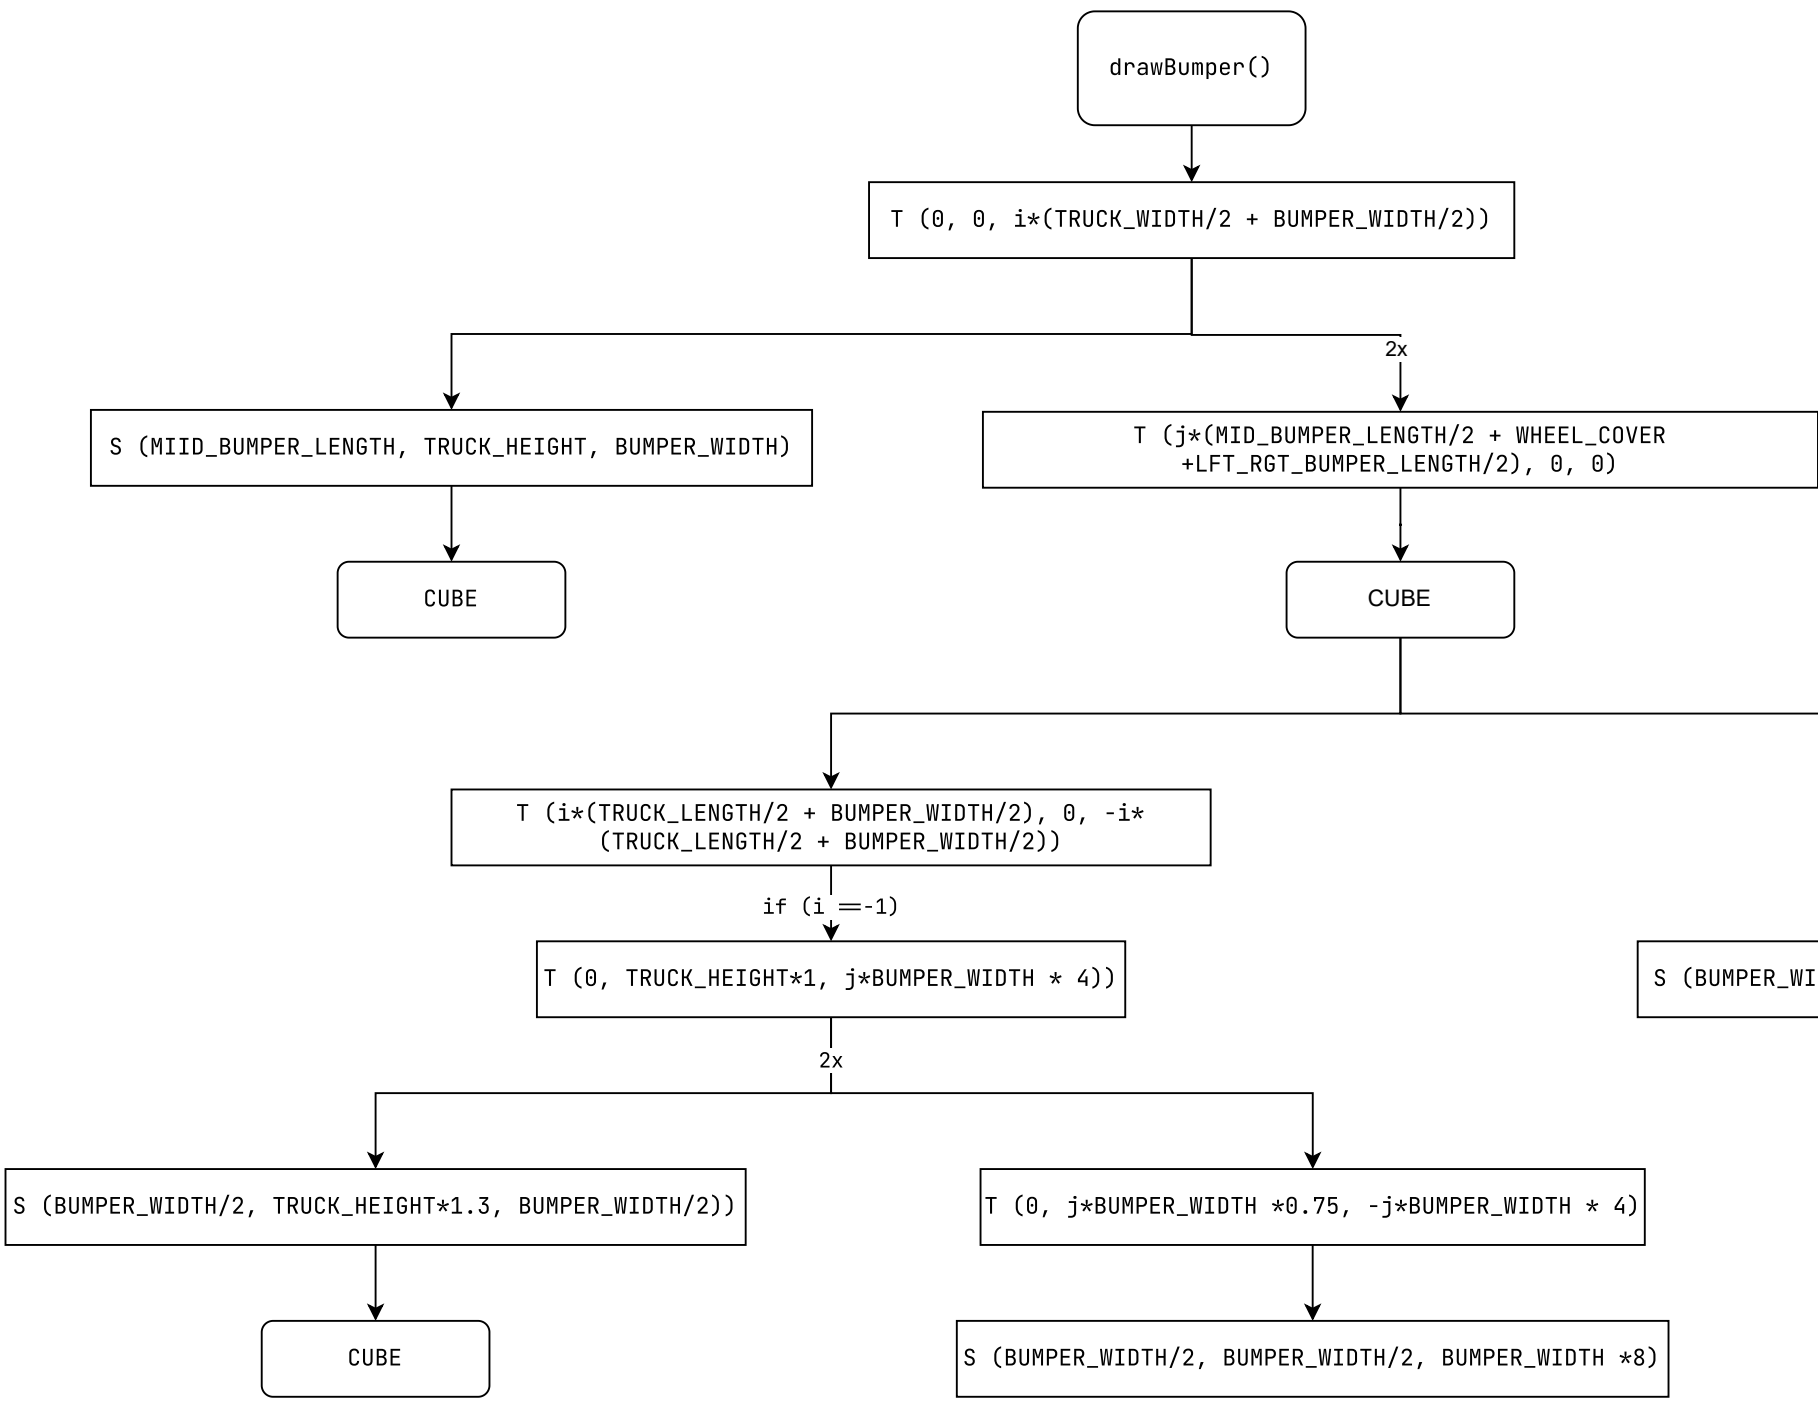 drawBumper()
T (0, 0, i*(TRUCK_WIDTH/2 + BUMPER_WIDTH/2))
2x
S (MIID_BUMPER_LENGTH, TRUCK_HEIGHT, BUMPER_WIDTH)
T (j*(MID_BUMPER_LENGTH/2 + WHEEL_COVER
+LFT_RGT_BUMPER_LENGTH/2), 0, 0)
CUBE
CUBE
T (i*(TRUCK_LENGTH/2 + BUMPER_WIDTH/2), 0, -i*
(TRUCK_LENGTH/2 + BUMPER_WIDTH/2))
if (i ==-1)
T (0, TRUCK_HEIGHT*1, j*BUMPER_WIDTH * 4))
S (BUMPER_WI
2x
S (BUMPER_WIDTH/2, TRUCK_HEIGHT*1.3, BUMPER_WIDTH/2))
T (0, j*BUMPER_WIDTH *0.75, -j*BUMPER_WIDTH * 4)
CUBE
S (BUMPER_WIDTH/2, BUMPER_WIDTH/2, BUMPER_WIDTH *8)